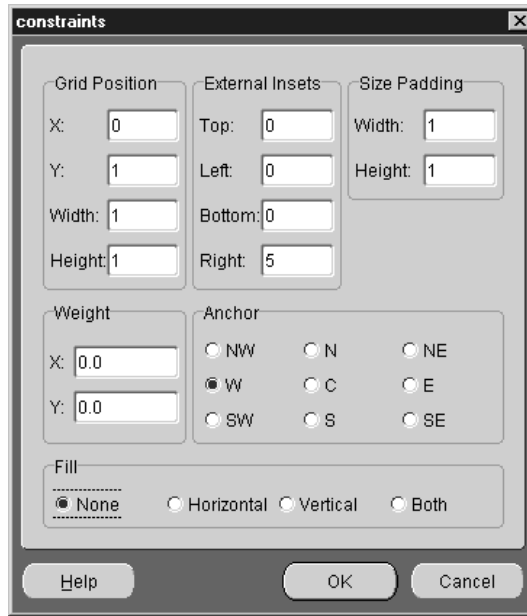 constraints
Grid Position
X: 0
Y: 1
Width: 1
Height: 1
External Insets
Top: 0
Left: 0
Bottom: 0
Right: 5
Size Padding
Width: 1
Height: 1
Weight
X: 0.0
Y: 0.0
Anchor
NW N NE
W C E
SW S SE
Fill
None Horizontal Vertical Both
Help OK Cancel